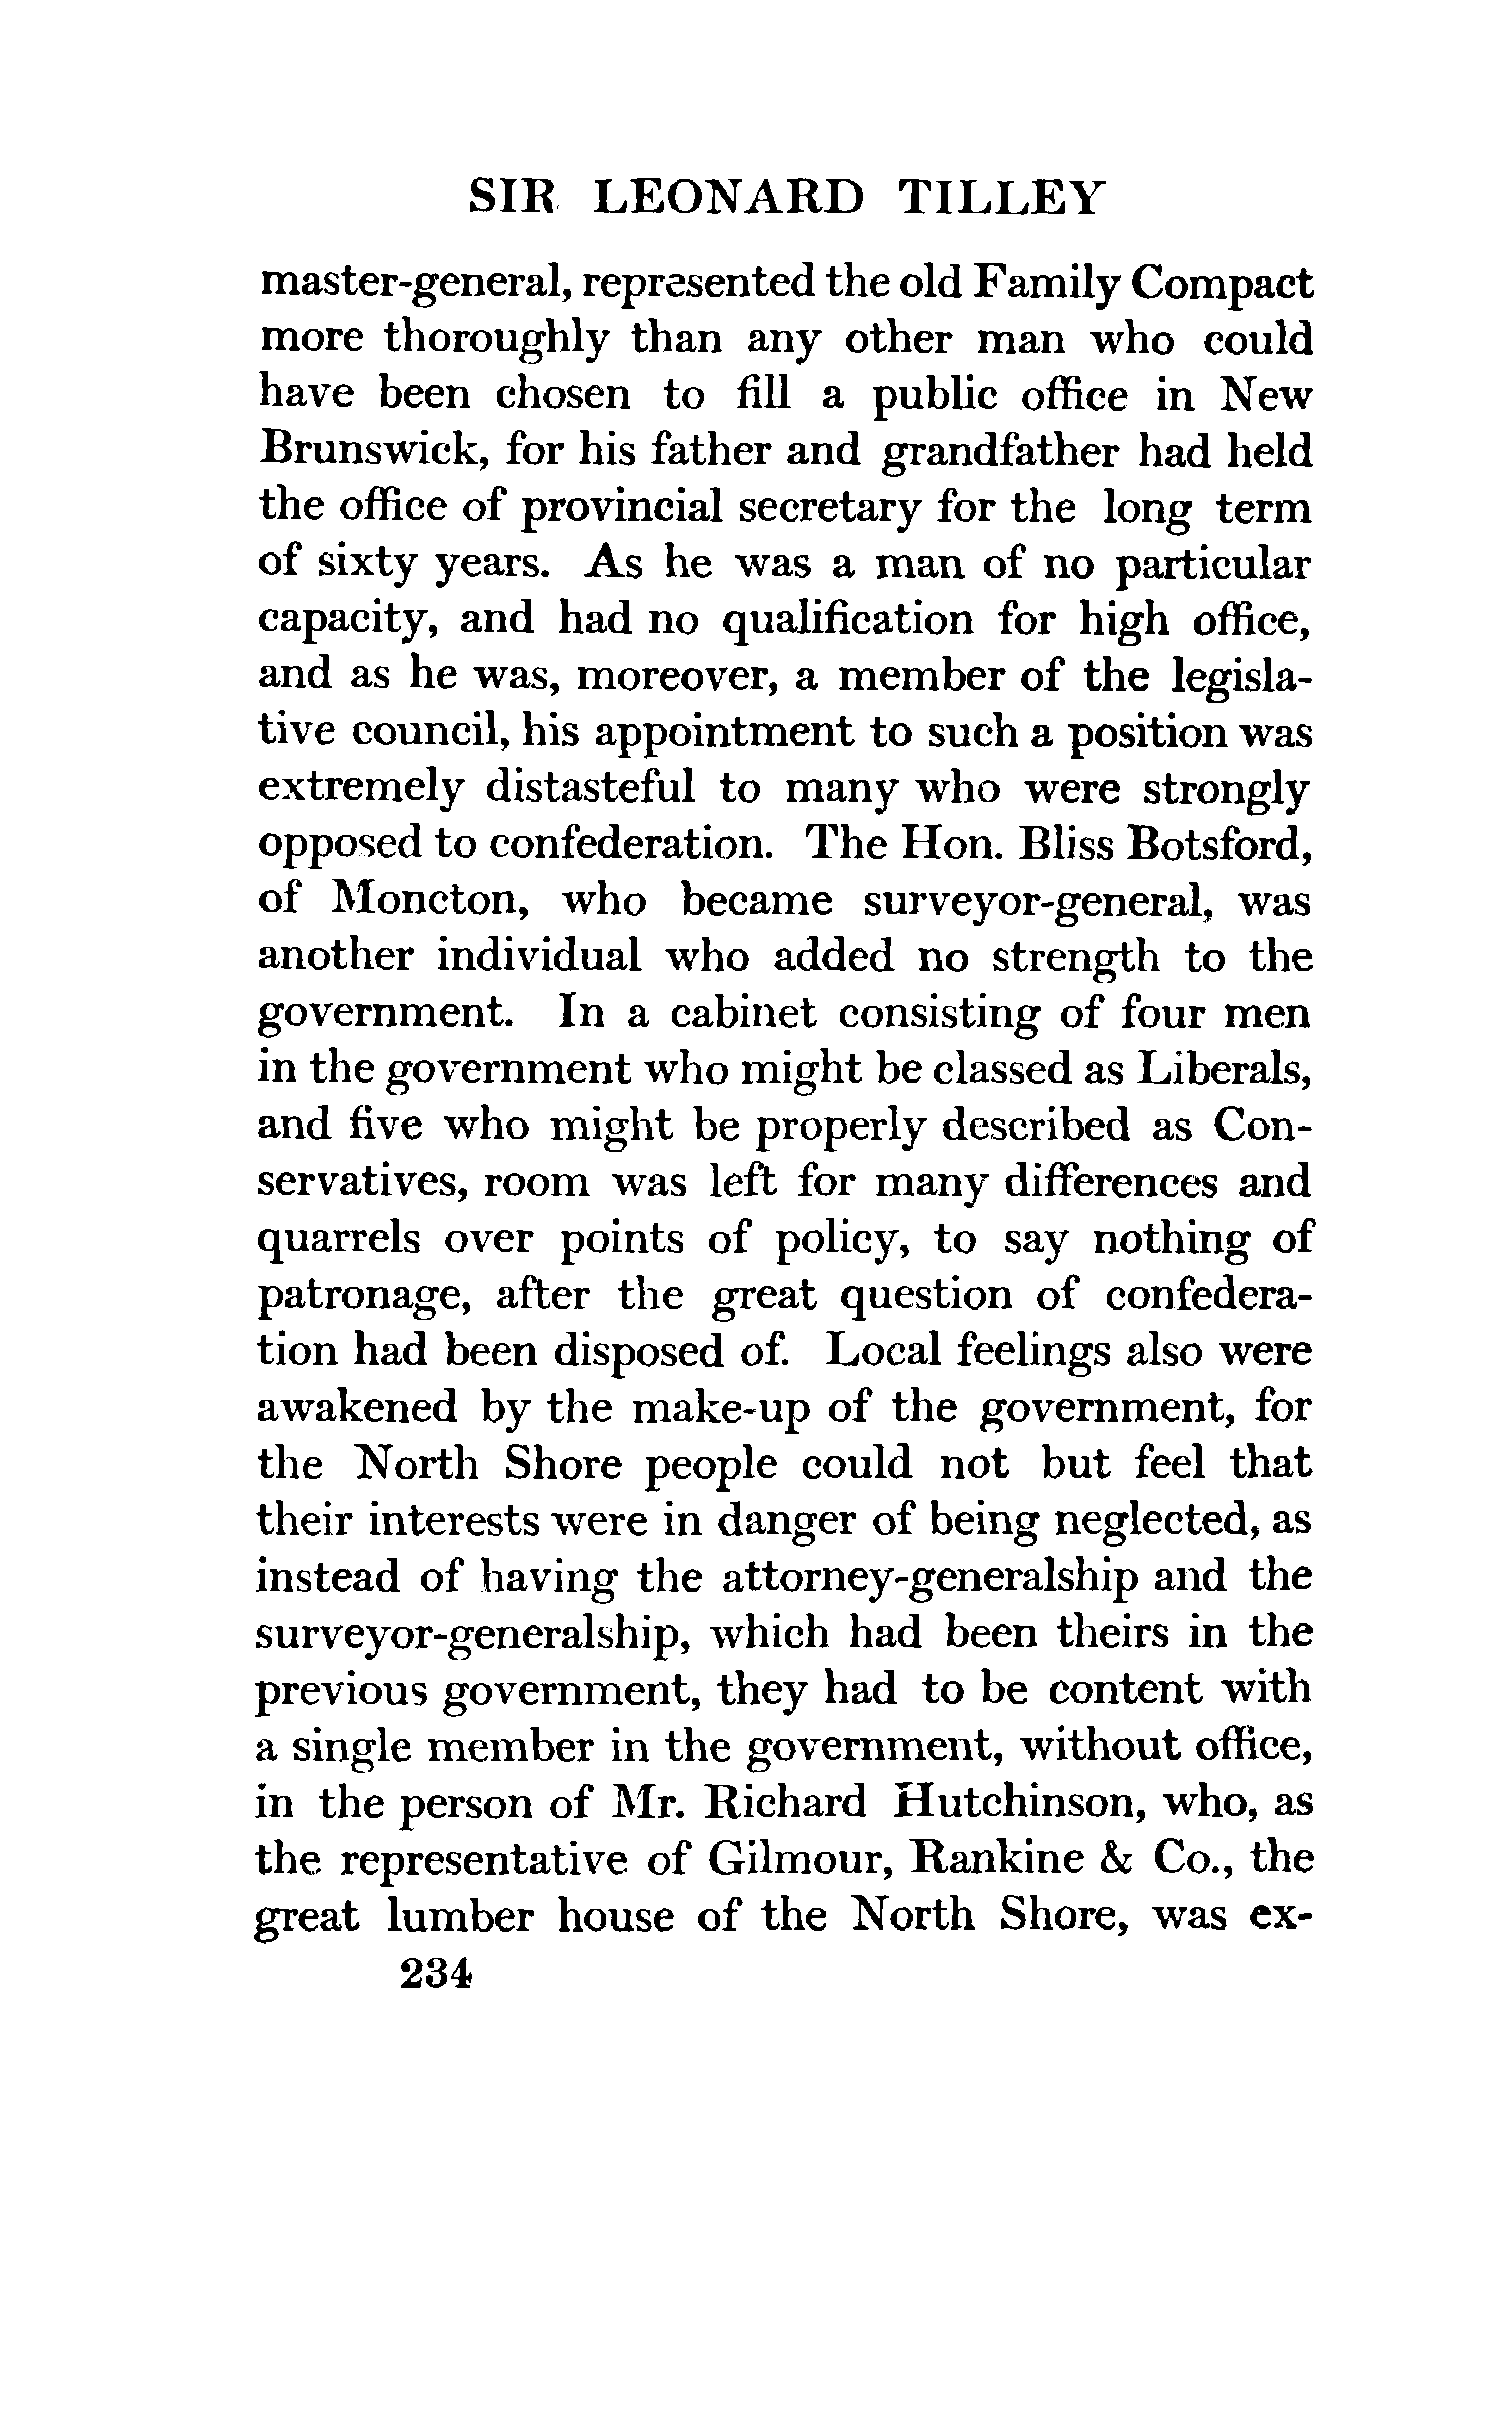 SIR LEONARD TILLEY
master-general, represented the old Family Compact
more thoroughly than any other man who could
have been chosen to fill a public office in New
Brunswick, for his father and grandfather had held
the office of provincial secretary for the long term
of sixty years. As he was a man of no particular
capacity, and had no qualification for high office,
and as he was, moreover, a member of the legisla-
tive council, his appointment to such a position was
extremely distasteful to many who were strongly
opposed to confederation. The Hon. Bliss Botsford,
of Moncton, who became surveyor-general, was
another individual who added no strength to the
government. In a cabinet consisting of four men
in the government who might be classed as Liberals,
and five who might be properly described as Con-
servatives, room was left for many differences and
quarrels over points of policy, to say nothing of
patronage, after the great question of confedera-
tion had been disposed of. Local feelings also were
awakened by the make-up of the government, for
the North Shore people could not but feel that
their interests were in danger of being neglected, as
instead of having the attorney-generalship and the
surveyor-generalship, which had been theirs in the
previous government, they had to be content with
a single member in the government, without office,
in the person of Mr. Richard Hutchinson, who, as
the representative of Gilmour, Rankine & Co., the
great lumber house of the North Shore, was ex-
234